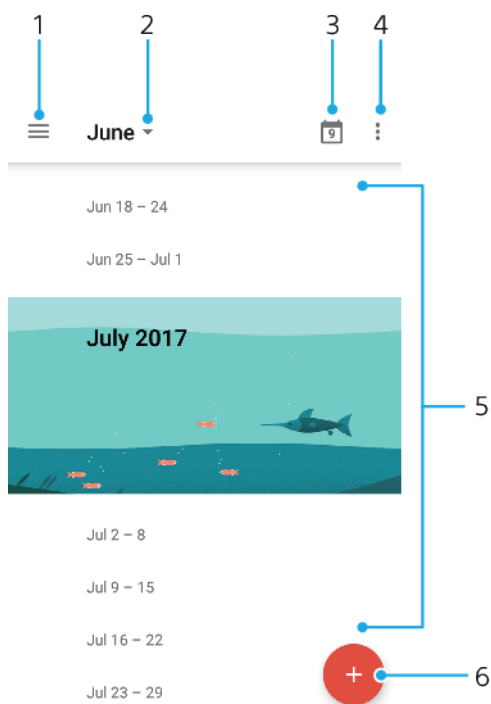 1 2 3 4
June 9
Jun 18 – 24
Jun 25 – Jul 1
July 2017
5
Jul 2 – 8
Jul 9 – 15
Jul 16 – 22
+ 6
Jul 23 – 29